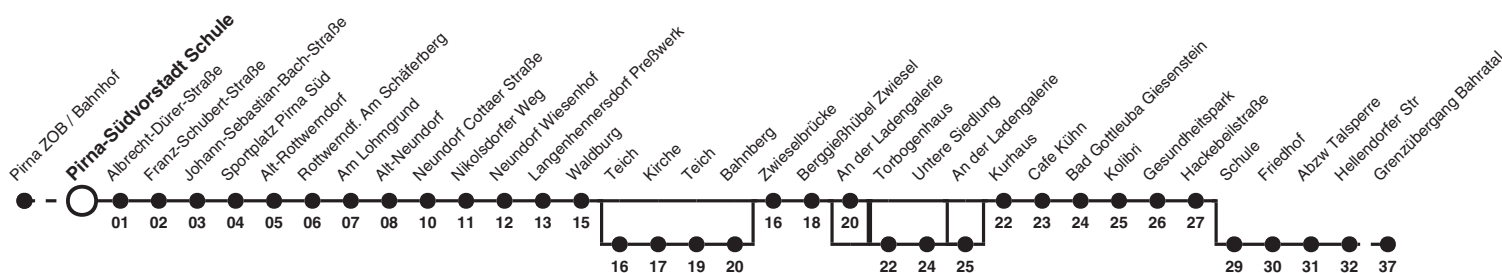 Pirna ZOB / Bahnhof
Pirna-Südvorstadt Schule
Albrecht-Dürer-Straße
Franz-Schubert-Straße
Johann-Sebastian-Bach-Straße
Sportplatz Pirna Süd
Alt-Rottwerndorf
Rottwerndf. Am Schäferberg
Am Lohmgrund
Alt-Neundorf
Neundorf Cottaer Straße
Nikolsdorfer Weg
Neundorf Wiesenhof
Langenhennersdorf Preßwerk
Waldburg
Teich
Kirche
Teich
Bahnberg
Zwieselbrücke
Berggießhübel Zwiesel
An der Ladengalerie
Torbogenhaus
Untere Siedlung
An der Ladengalerie
Kurhaus
Cafe Kühn
Bad Gottleuba Giesenstein
Kolibri
Gesundheitspark
Hackebeilstraße
Schule
Friedhof
Abzw Talsperre
Hellendorfer Str
Grenzübergang Bahratal
01 02 03 04 05 06 07 08 10 11 12 13 15 16 18 20 22 23 24 25 26 27
16 17 19 20 22 24 25 29 30 31 32 37